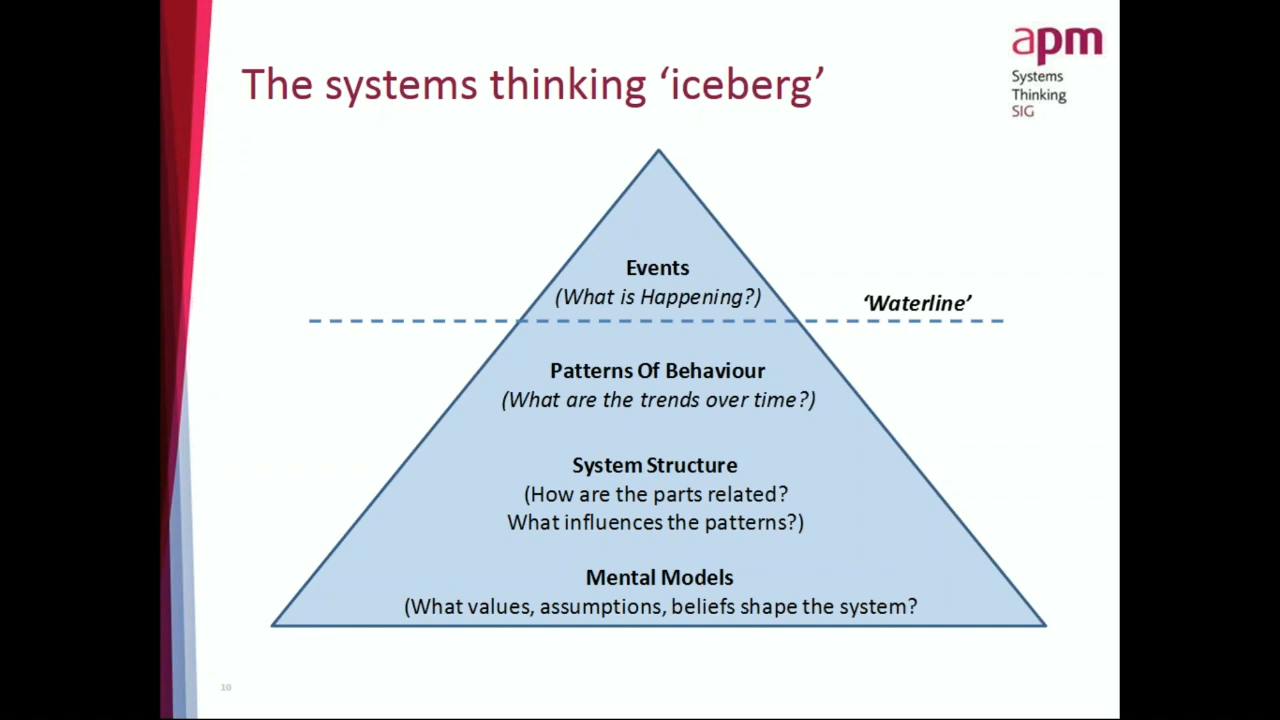 The systems thinking ‘iceberg’
apm
Systems
Thinking
SIG
Events
(What is Happening?)
‘Waterline’
Patterns Of Behaviour
(What are the trends over time?)
System Structure
(How are the parts related?
What influences the patterns?)
Mental Models
(What values, assumptions, beliefs shape the system?
10